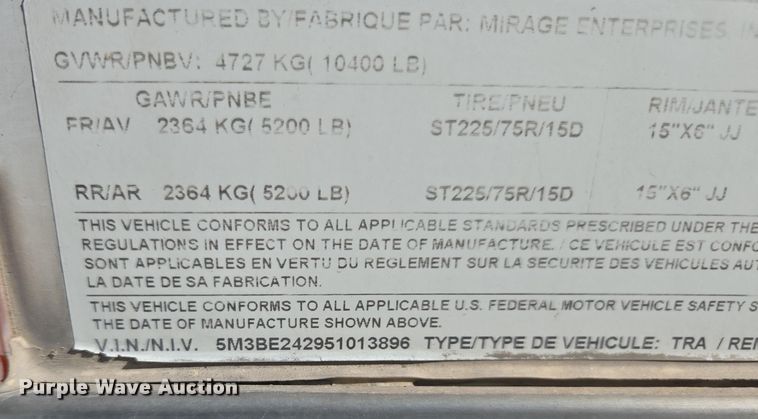 MANUFACTURED BY/FABRIQUE PAR: MIRAGE ENTERPRISES, IN
GVWR/PNBV: 4727 KG( 10400 LB)
GAWR/PNBE TIRE/PNEU RIM/JANTE
FR/AV 2364 KG( 5200 LB) ST225/75R/15D 15"X6" JJ
RR/AR 2364 KG( 5200 LB) ST225/75R/15D 15"X6" JJ
THIS VEHICLE CONFORMS TO ALL APPLICABLE STANDARDS PRESCRIBED UNDER THE
REGULATIONS IN EFFECT ON THE DATE OF MANUFACTURE. / CE VEHICULE EST CONFO
SONT APPLICABLES EN VERTU DU REGLEMENT SUR LA SECURITE DES VEHICULES AUT
LA DATE DE SA FABRICATION.
THIS VEHICLE CONFORMS TO ALL APPLICABLE U.S. FEDERAL MOTOR VEHICLE SAFETY S
THE DATE OF MANUFACTURE SHOWN ABOVE.
V.I.N./N.I.V. 5M3BE242951013896 TYPE/TYPE DE VEHICULE: TRA / REM
Purple Wave Auction